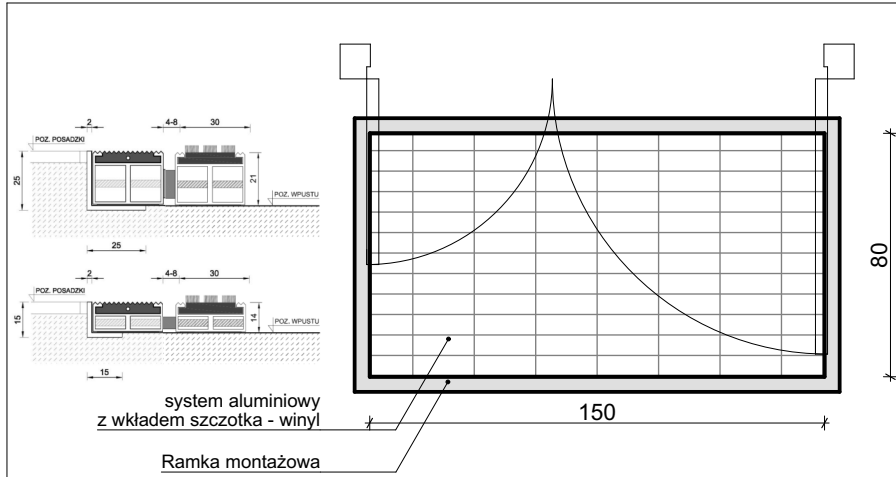 2
4-8
30
POZ. POSADZKI
25
21
POZ. WPUSTU
25
2
4-8
30
POZ. POSADZKI
15
14
POZ. WPUSTU
15
system aluminiowy
z wkładem szczotka - winyl
Ramka montażowa
150
80